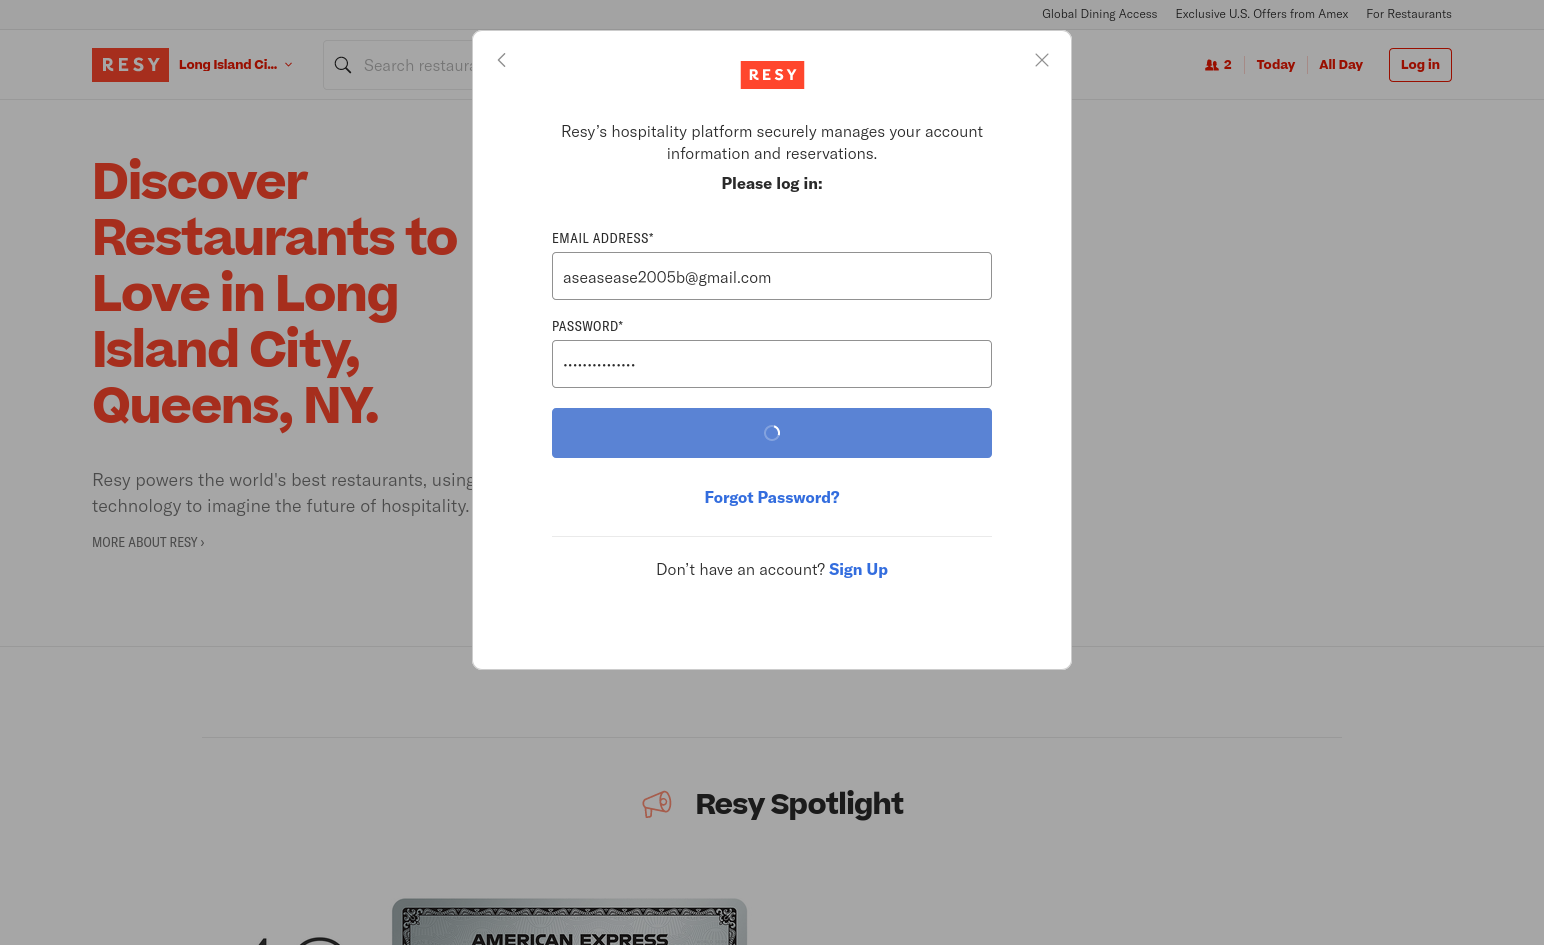 Global Dining Access Exclusive U.S. Offers from Amex For Restaurants
RESY Long Island Ci... Search restaura 2 Today All Day Log in
RESY
Resy’s hospitality platform securely manages your account
information and reservations.
Please log in:
EMAIL ADDRESS*
aseasease2005b@gmail.com
PASSWORD*
•••••••••••••••
Forgot Password?
Don’t have an account? Sign Up
Discover
Restaurants to
Love in Long
Island City,
Queens, NY.
Resy powers the world's best restaurants, using
technology to imagine the future of hospitality.
MORE ABOUT RESY ›
Resy Spotlight
AMERICAN EXPRESS